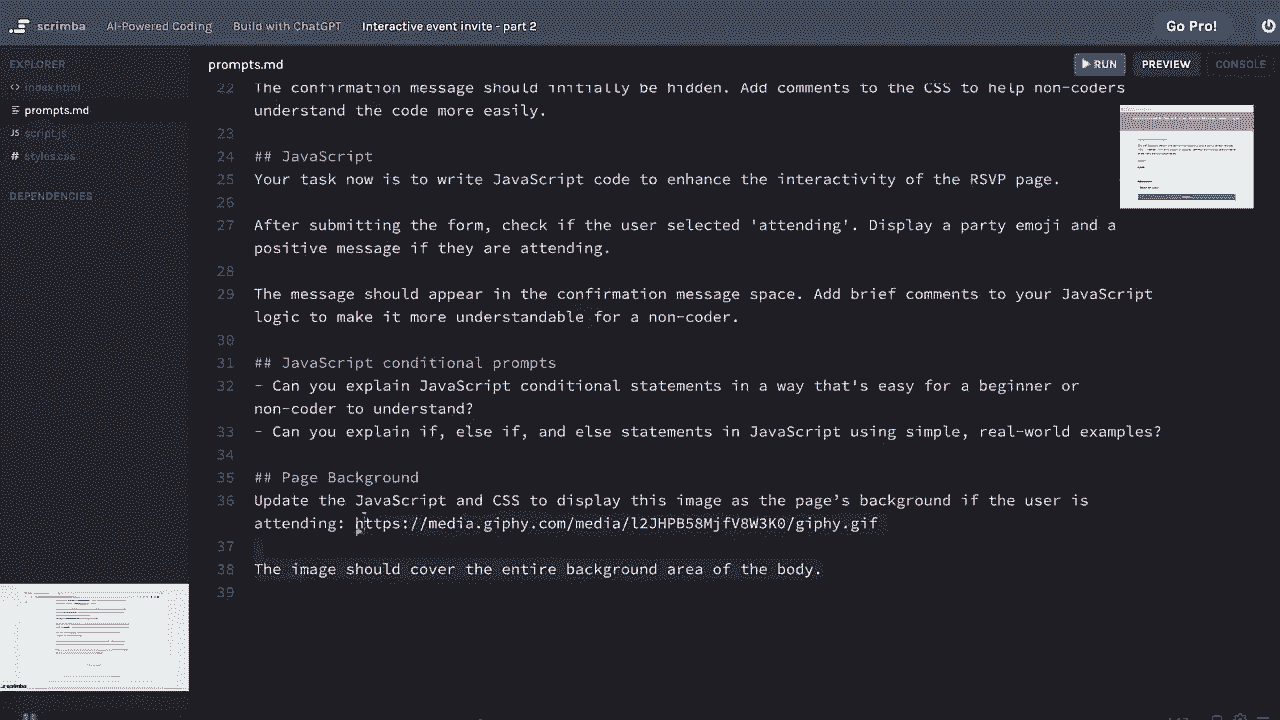 scrimba AI-Powered Coding Build with ChatGPT Interactive event invite - part 2 Go Pro!
EXPLORER
prompts.md
RUN PREVIEW CONSOLE
<> index.html
prompts.md
JS script.js
# styles.css
DEPENDENCIES
22 The confirmation message should initially be hidden. Add comments to the CSS to help non-coders
understand the code more easily.
23
24 ## JavaScript
25 Your task now is to write JavaScript code to enhance the interactivity of the RSVP page.
26
27 After submitting the form, check if the user selected 'attending'. Display a party emoji and a
positive message if they are attending.
28
29 The message should appear in the confirmation message space. Add brief comments to your JavaScript
logic to make it more understandable for a non-coder.
30
31 ## JavaScript conditional prompts
32 - Can you explain JavaScript conditional statements in a way that's easy for a beginner or
non-coder to understand?
33 - Can you explain if, else if, and else statements in JavaScript using simple, real-world examples?
34
35 ## Page Background
36 Update the JavaScript and CSS to display this image as the page’s background if the user is
attending: https://media.giphy.com/media/l2JHPB58MjfV8W3K0/giphy.gif
37
38 The image should cover the entire background area of the body.
39